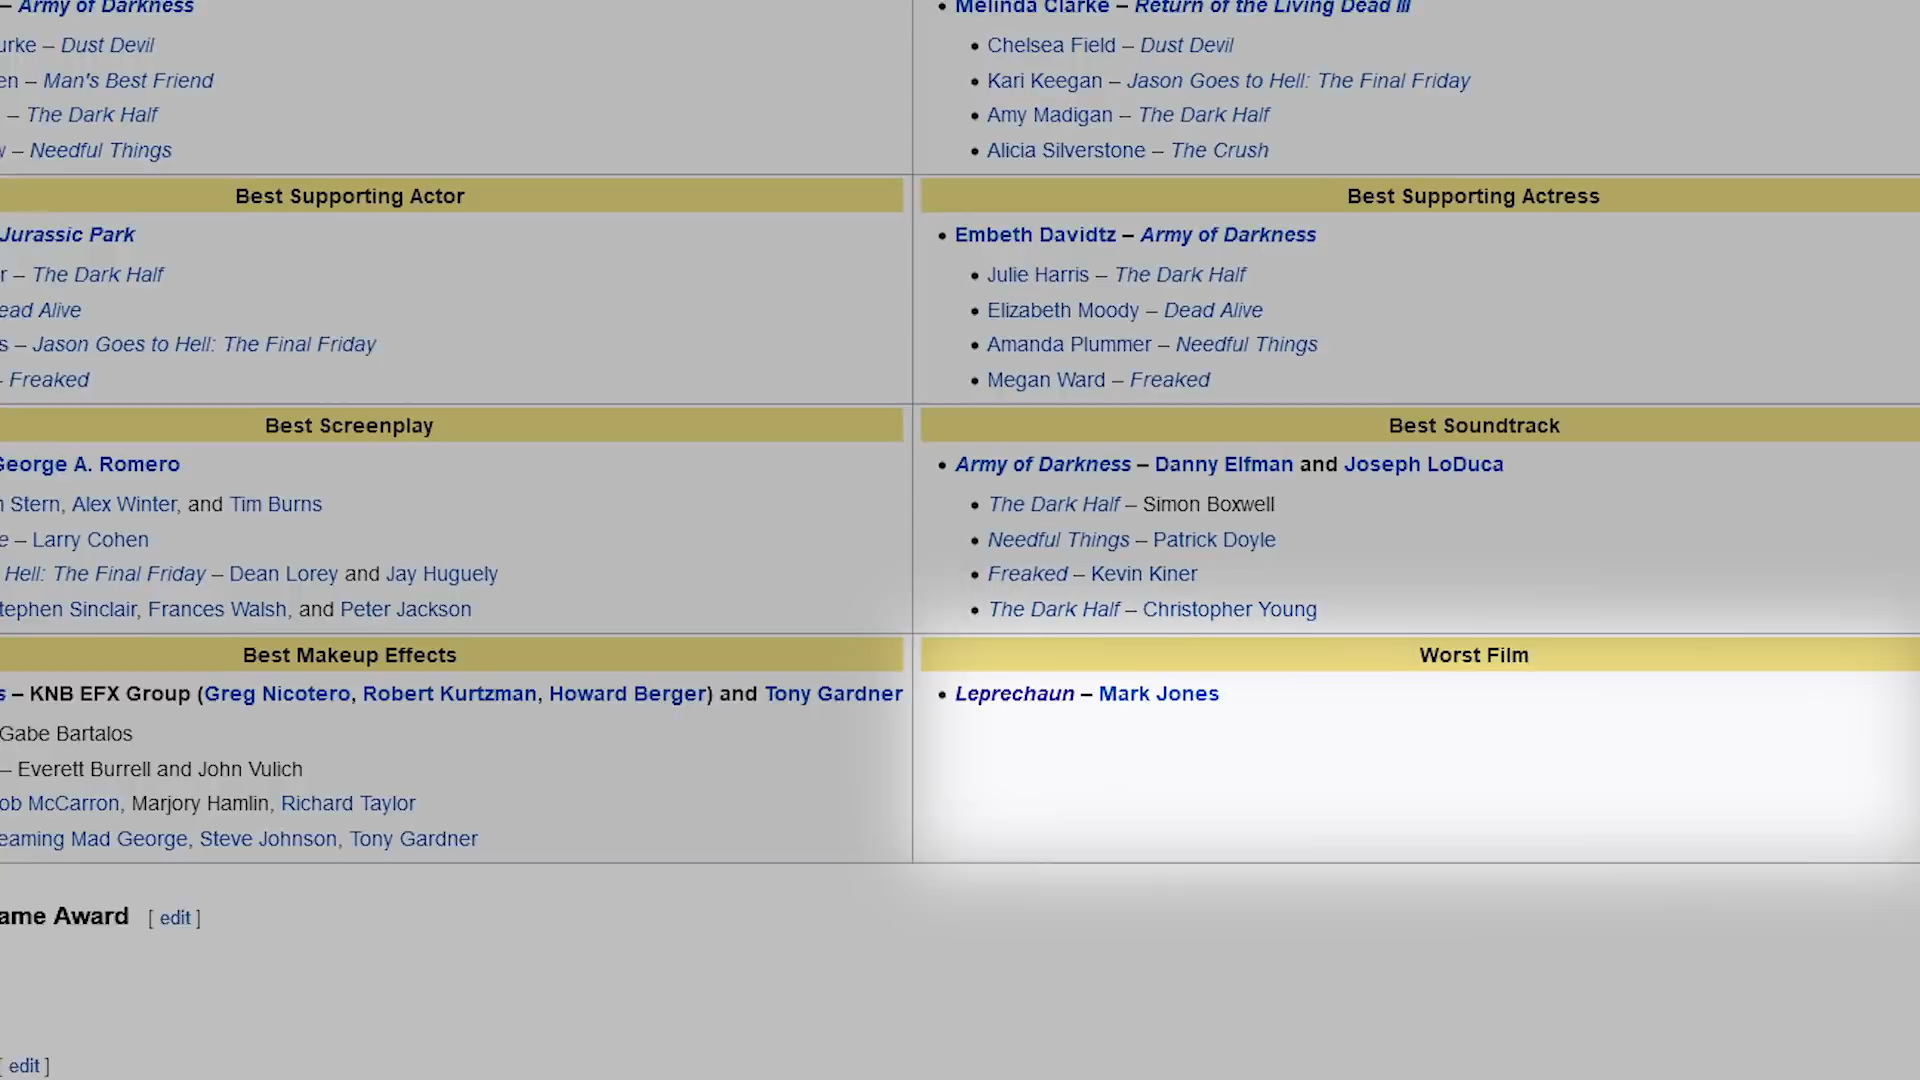 – Army of Darkness
urke – Dust Devil
en – Man's Best Friend
– The Dark Half
– Needful Things
Melinda Clarke – Return of the Living Dead III
• Chelsea Field – Dust Devil
• Kari Keegan – Jason Goes to Hell: The Final Friday
• Amy Madigan – The Dark Half
• Alicia Silverstone – The Crush
Best Supporting Actor
Jurassic Park
r – The Dark Half
ead Alive
s – Jason Goes to Hell: The Final Friday
- Freaked
Best Supporting Actress
• Embeth Davidtz – Army of Darkness
• Julie Harris – The Dark Half
• Elizabeth Moody – Dead Alive
• Amanda Plummer – Needful Things
• Megan Ward – Freaked
Best Screenplay
George A. Romero
n Stern, Alex Winter, and Tim Burns
e – Larry Cohen
Hell: The Final Friday – Dean Lorey and Jay Huguely
tephen Sinclair, Frances Walsh, and Peter Jackson
Best Soundtrack
• Army of Darkness – Danny Elfman and Joseph LoDuca
• The Dark Half – Simon Boxwell
• Needful Things – Patrick Doyle
• Freaked – Kevin Kiner
• The Dark Half – Christopher Young
Best Makeup Effects
s – KNB EFX Group (Greg Nicotero, Robert Kurtzman, Howard Berger) and Tony Gardner
Gabe Bartalos
– Everett Burrell and John Vulich
ob McCarron, Marjory Hamlin, Richard Taylor
eaming Mad George, Steve Johnson, Tony Gardner
Worst Film
• Leprechaun – Mark Jones
ame Award [ edit ]
[ edit ]